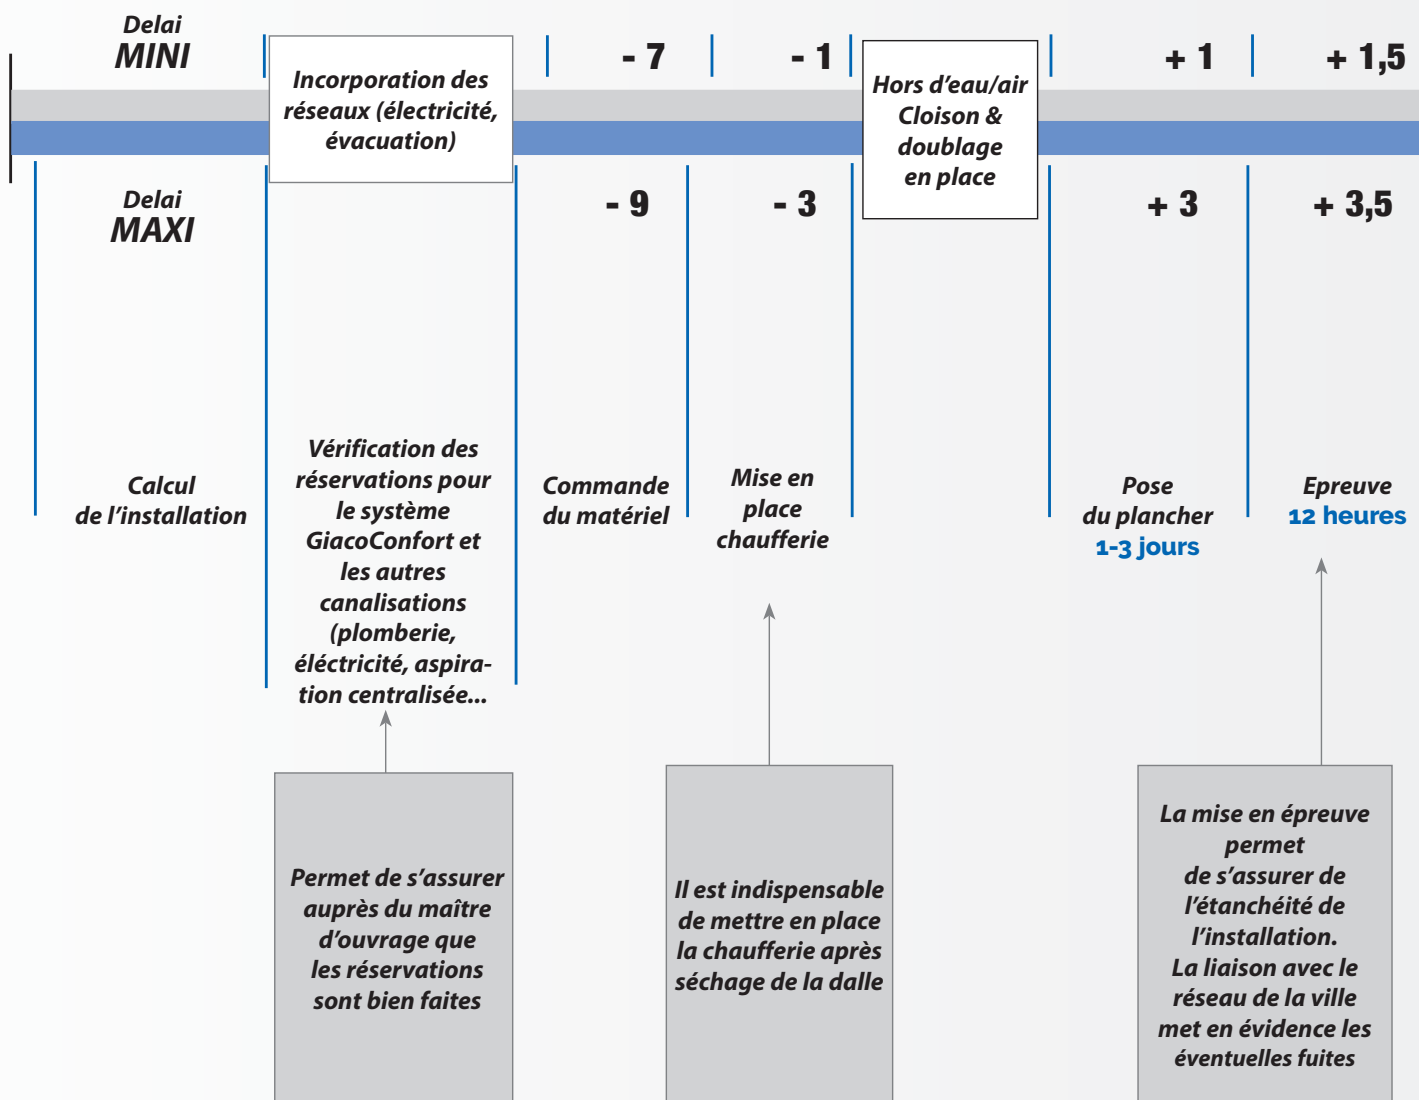 Delai
MINI
Incorporation des
réseaux (électricité,
évacuation)
- 7
- 1
Hors d’eau/air
Cloison &
doublage
en place
+ 1
+ 1,5
Delai
MAXI
- 9
- 3
+ 3
+ 3,5
Calcul
de l’installation
Vérification des
réservations pour
le système
GiacoConfort et
les autres
canalisations
(plomberie,
éléctricité, aspira-
tion centralisée...
Commande
du matériel
Mise en
place
chaufferie
Pose
du plancher
1-3 jours
Epreuve
12 heures
Permet de s’assurer
auprès du maître
d’ouvrage que
les réservations
sont bien faites
Il est indispensable
de mettre en place
la chaufferie après
séchage de la dalle
La mise en épreuve
permet
de s’assurer de
l’étanchéité de
l’installation.
La liaison avec le
réseau de la ville
met en évidence les
éventuelles fuites